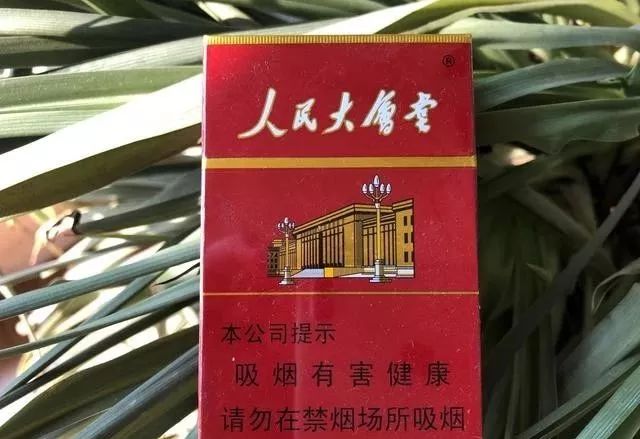 ®
人民大會堂
本公司提示
吸烟有害健康
请勿在禁烟场所吸烟